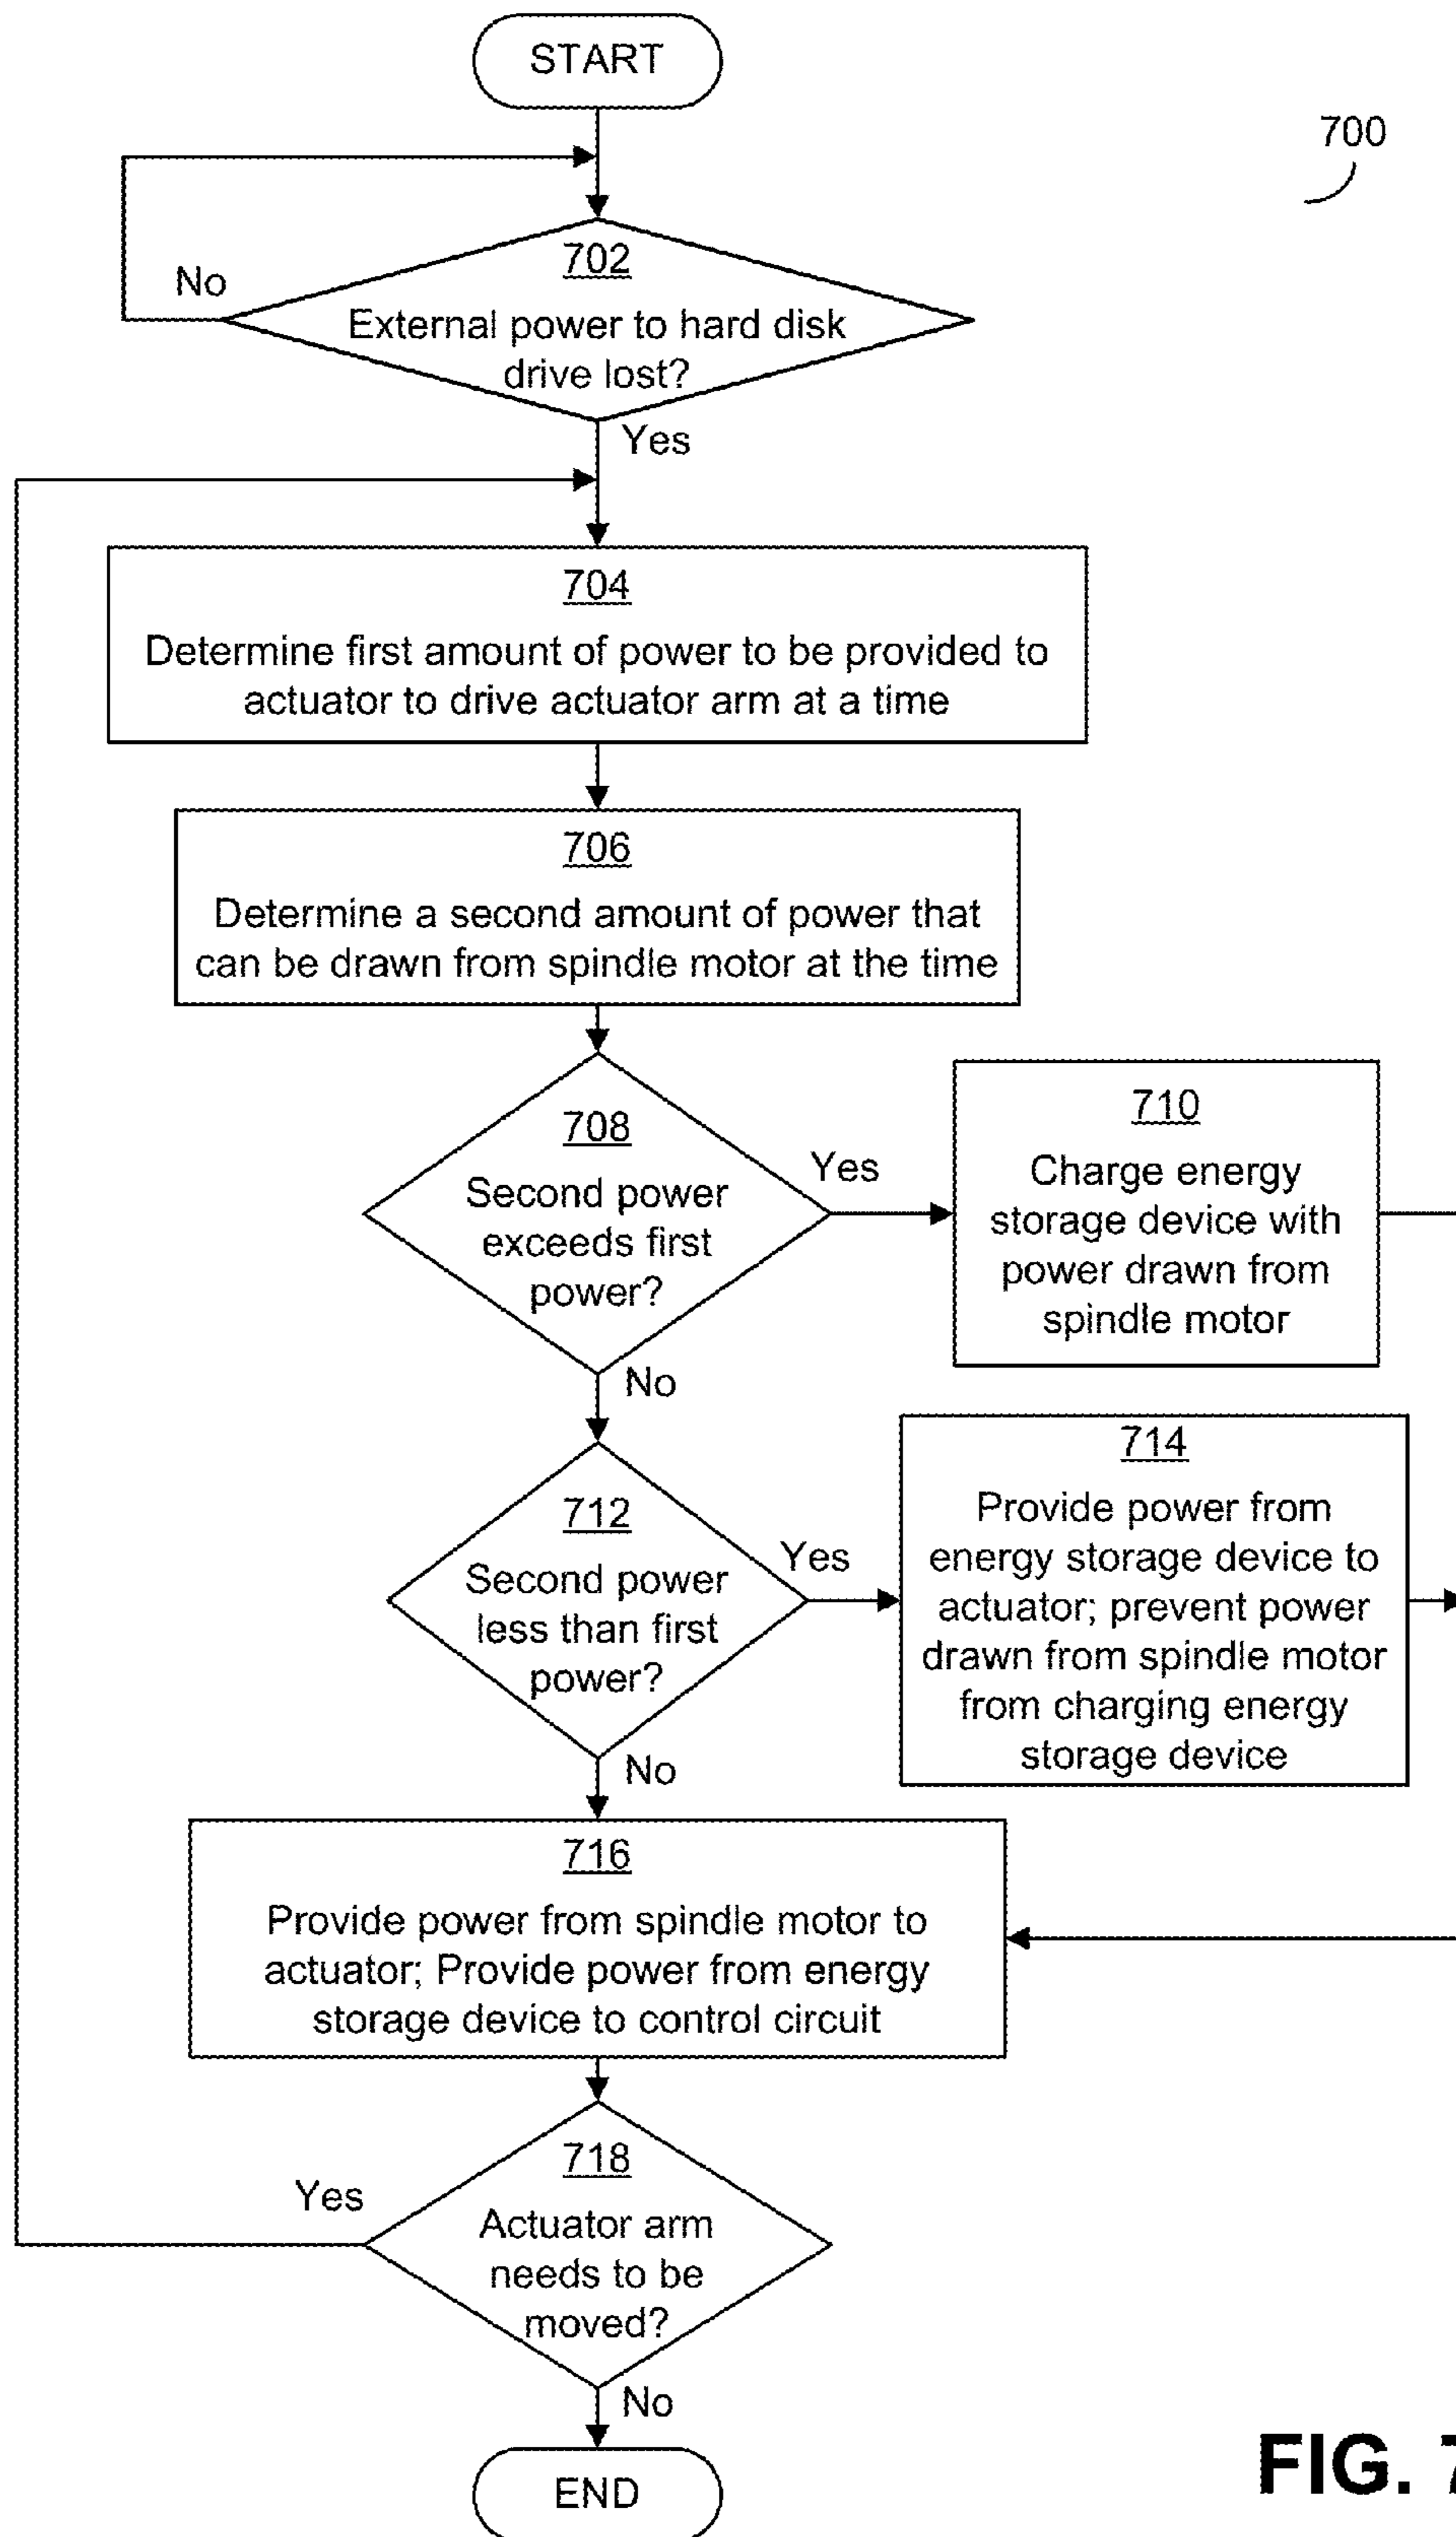 START
700
702
No
External power to hard disk
drive lost?
Yes
704
Determine first amount of power to be provided to
actuator to drive actuator arm at a time
706
Determine a second amount of power that
can be drawn from spindle motor at the time
708
Second power
exceeds first
power?
Yes
710
Charge energy
storage device with
power drawn from
spindle motor
No
712
Second power
less than first
power?
Yes
714
Provide power from
energy storage device to
actuator; prevent power
drawn from spindle motor
from charging energy
storage device
No
716
Provide power from spindle motor to
actuator; Provide power from energy
storage device to control circuit
718
Yes
Actuator arm
needs to be
moved?
No
END
FIG. 7